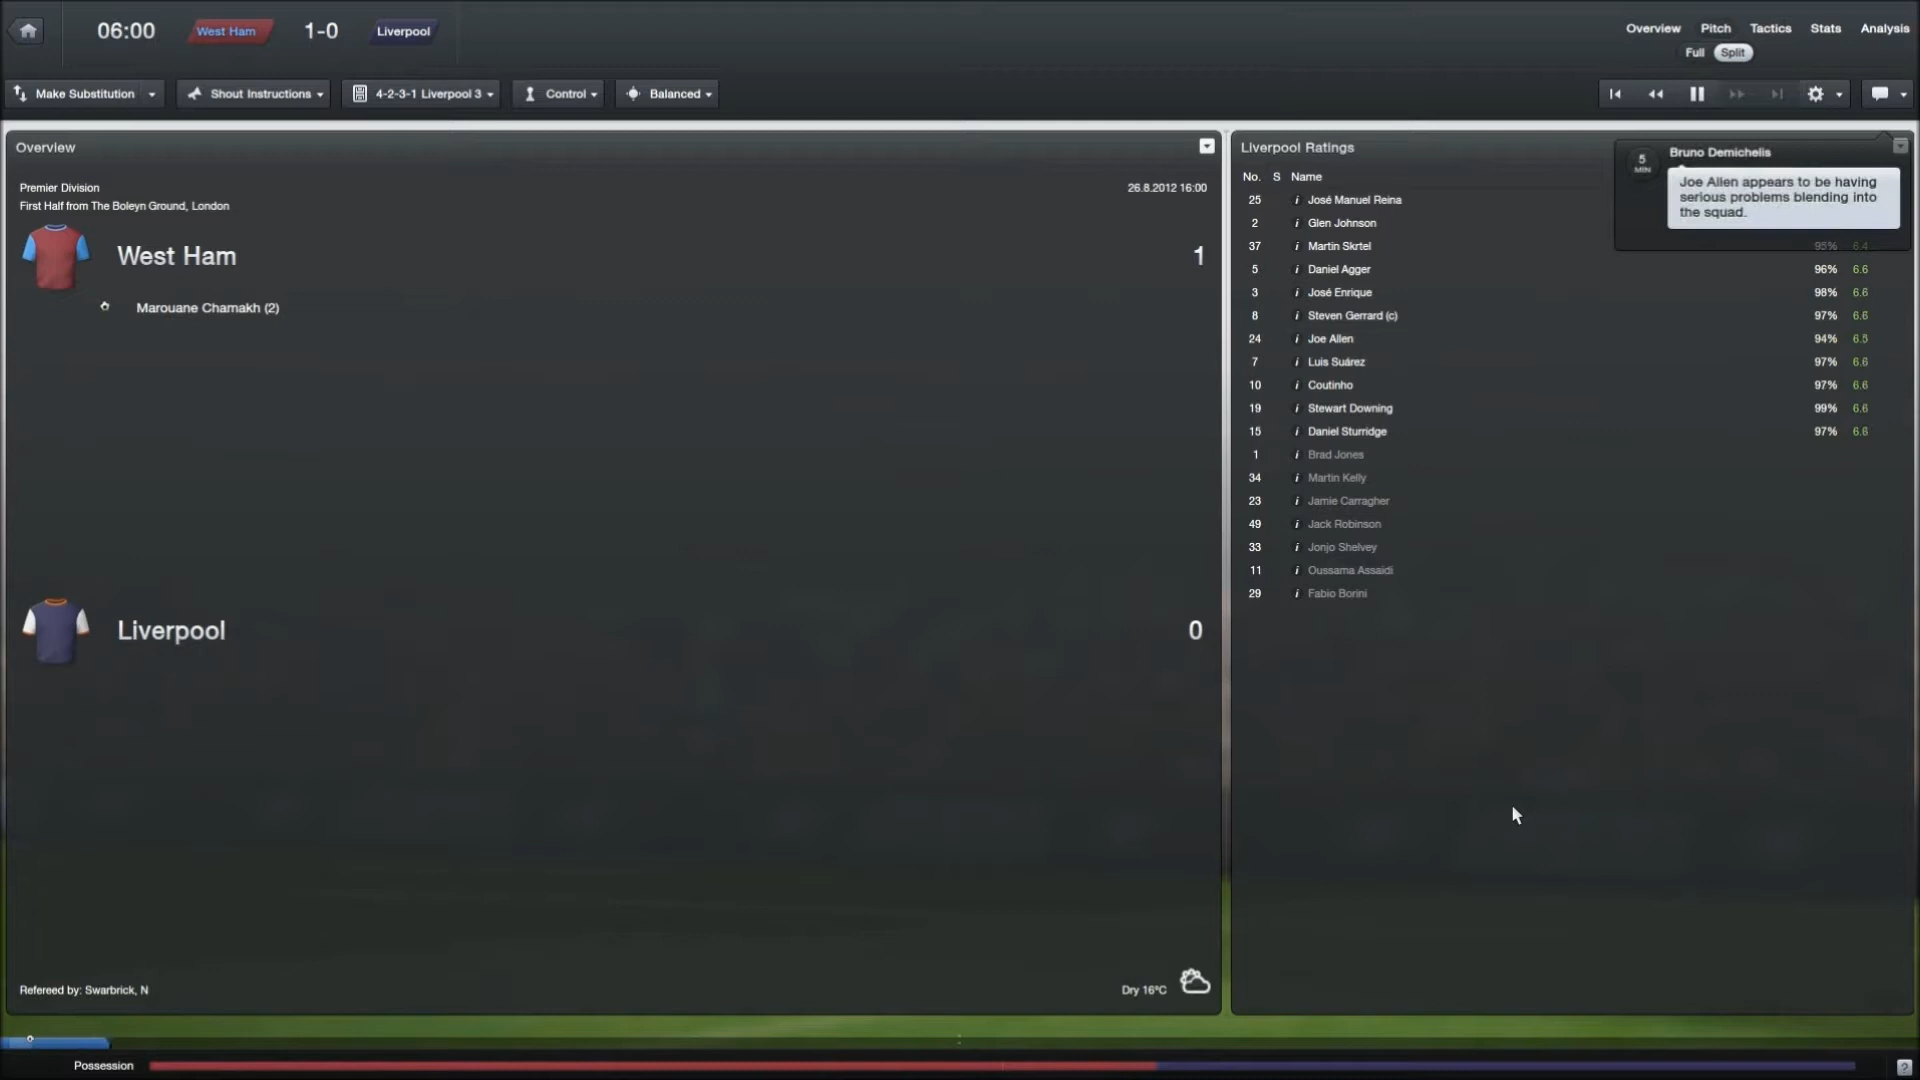 06:00 West Ham 1-0 Liverpool
Overview Pitch Tactics Stats Analysis
Full Split
Make Substitution Shout Instructions 4-2-3-1 Liverpool 3 Control Balanced
Overview
Premier Division 26.8.2012 16:00
First Half from The Boleyn Ground, London
West Ham 1
Marouane Chamakh (2)
Liverpool 0
Refereed by: Swarbrick, N
Dry 16°C
Liverpool Ratings
No. S Name
25 i José Manuel Reina
2 i Glen Johnson
37 i Martin Skrtel 95% 6.4
5 i Daniel Agger 96% 6.6
3 i José Enrique 98% 6.6
8 i Steven Gerrard (c) 97% 6.6
24 i Joe Allen 94% 6.5
7 i Luis Suárez 97% 6.6
10 i Coutinho 97% 6.6
19 i Stewart Downing 99% 6.6
15 i Daniel Sturridge 97% 6.6
1 i Brad Jones
34 i Martin Kelly
23 i Jamie Carragher
49 i Jack Robinson
33 i Jonjo Shelvey
11 i Oussama Assaidi
29 i Fabio Borini
5 MIN
Bruno Demichelis
Joe Allen appears to be having
serious problems blending into
the squad.
Possession
?